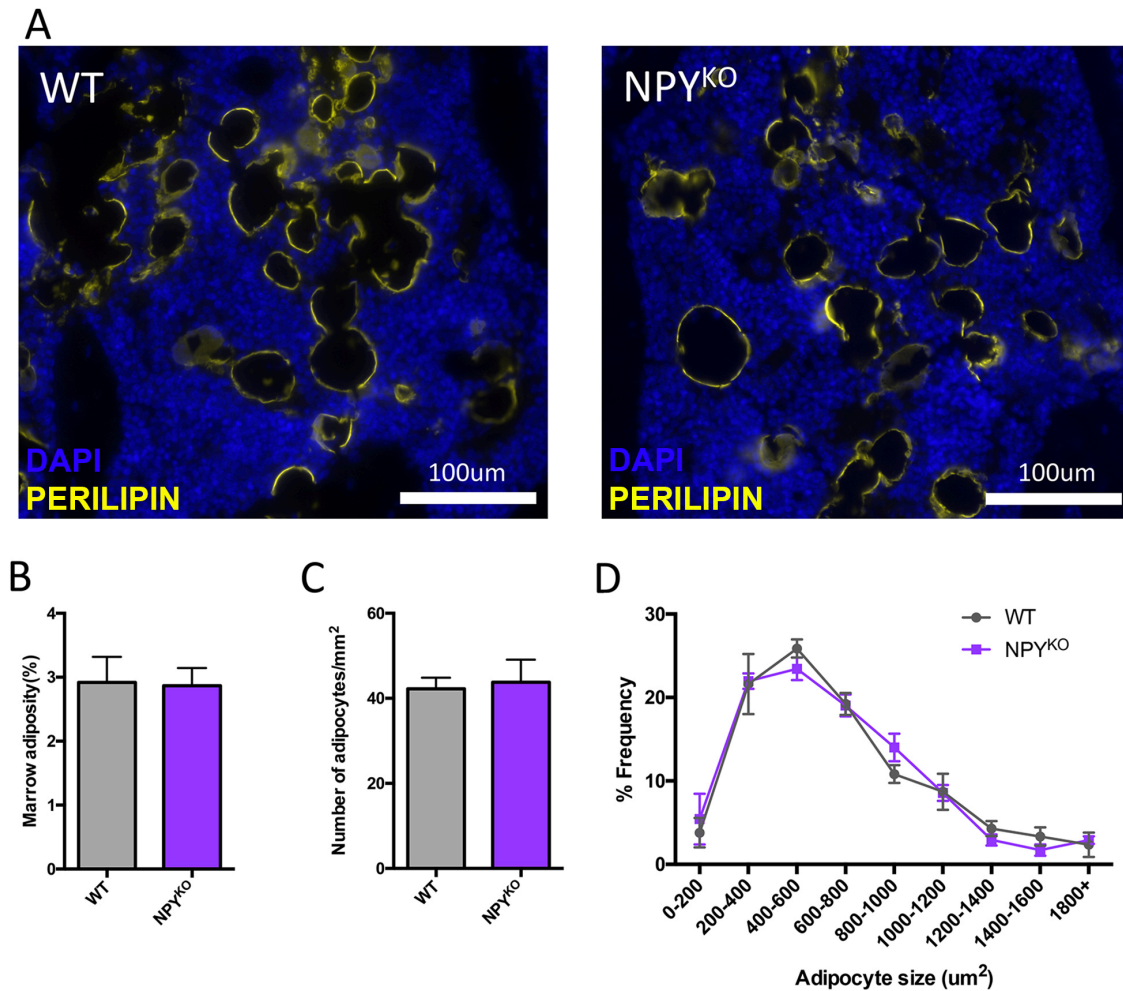 A
WT
DAPI
PERILIPIN
100um
NPYKO
DAPI
PERILIPIN
100um
B
Marrow adiposity(%)
4
3
2
1
0
WT
NPYKO
C
Number of adipocytes/mm2
60
40
20
0
WT
NPYKO
D
% Frequency
30
20
10
0
WT
NPYKO
0-200
200-400
400-600
600-800
800-1000
1000-1200
1200-1400
1400-1600
1800+
Adipocyte size (um2)